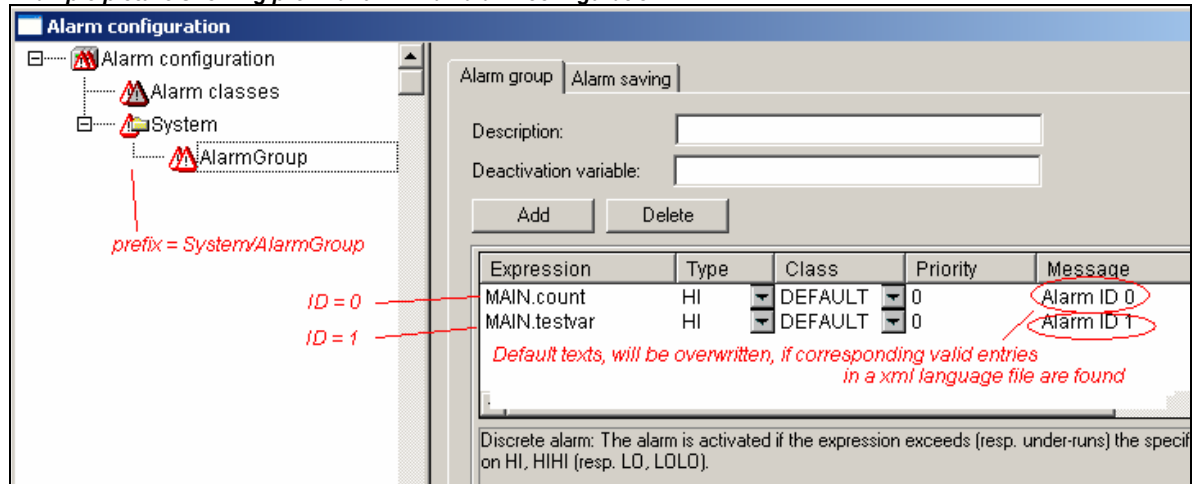 Alarm configuration
Alarm configuration
Alarm classes
System
AlarmGroup
prefix = System/AlarmGroup
Alarm group
Alarm saving
Description:
Deactivation variable:
Add
Delete
Expression Type Class Priority Message
ID = 0
MAIN.count HI DEFAULT 0 Alarm ID 0
ID = 1
MAIN.testvar HI DEFAULT 0 Alarm ID 1
Default texts, will be overwritten, if corresponding valid entries
in a xml language file are found
Discrete alarm: The alarm is activated if the expression exceeds (resp. under-runs) the
on HI, HIHI (resp. LO, LOLO).